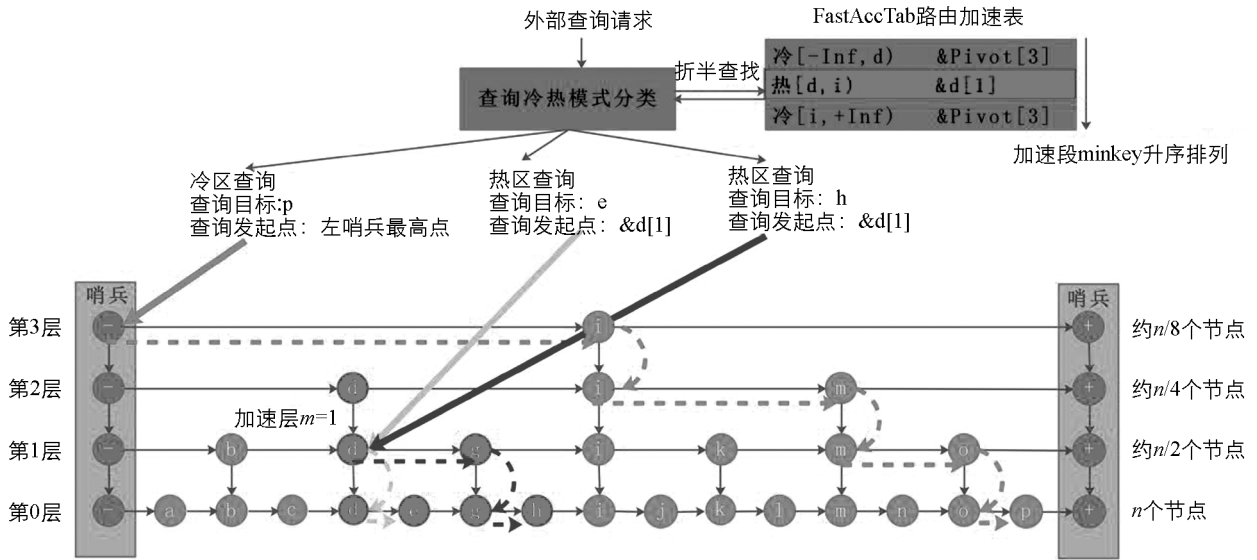 外部查询请求
FastAccTab路由加速表
冷[-Inf,d) &Pivot[3]
热[d,i) &d[1]
冷[i,+Inf) &Pivot[3]
折半查找
查询冷热模式分类
加速段minkey升序排列
冷区查询
查询目标:p
查询发起点：左哨兵最高点
热区查询
查询目标：e
查询发起点：&d[1]
热区查询
查询目标：h
查询发起点：&d[1]
哨兵
哨兵
第3层
- i +
约n/8个节点
第2层
- d i m +
约n/4个节点
加速层m=1
第1层
- b d g i k m o +
约n/2个节点
第0层
- a b c d e g h i j k l m n o p +
n个节点